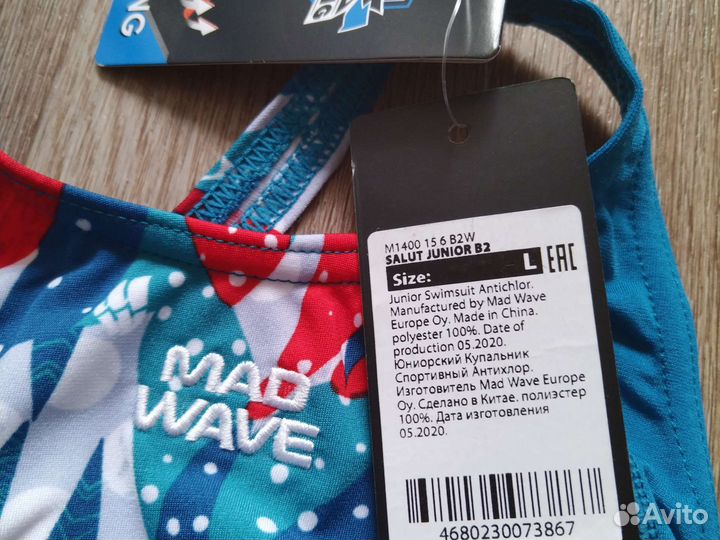 NG
MAD
WAVE
M1400 15 6 B2W
SALUT JUNIOR B2
Size: L EAC
Junior Swimsuit Antichlor.
Manufactured by Mad Wave
Europe Oy. Made in China.
polyester 100%. Date of
production 05.2020.
Юниорский Купальник
Спортивный Антихлор.
Изготовитель Mad Wave Europe
Oy. Сделано в Китае. полиэстер
100%. Дата изготовления
05.2020.
4680230073867
Avito